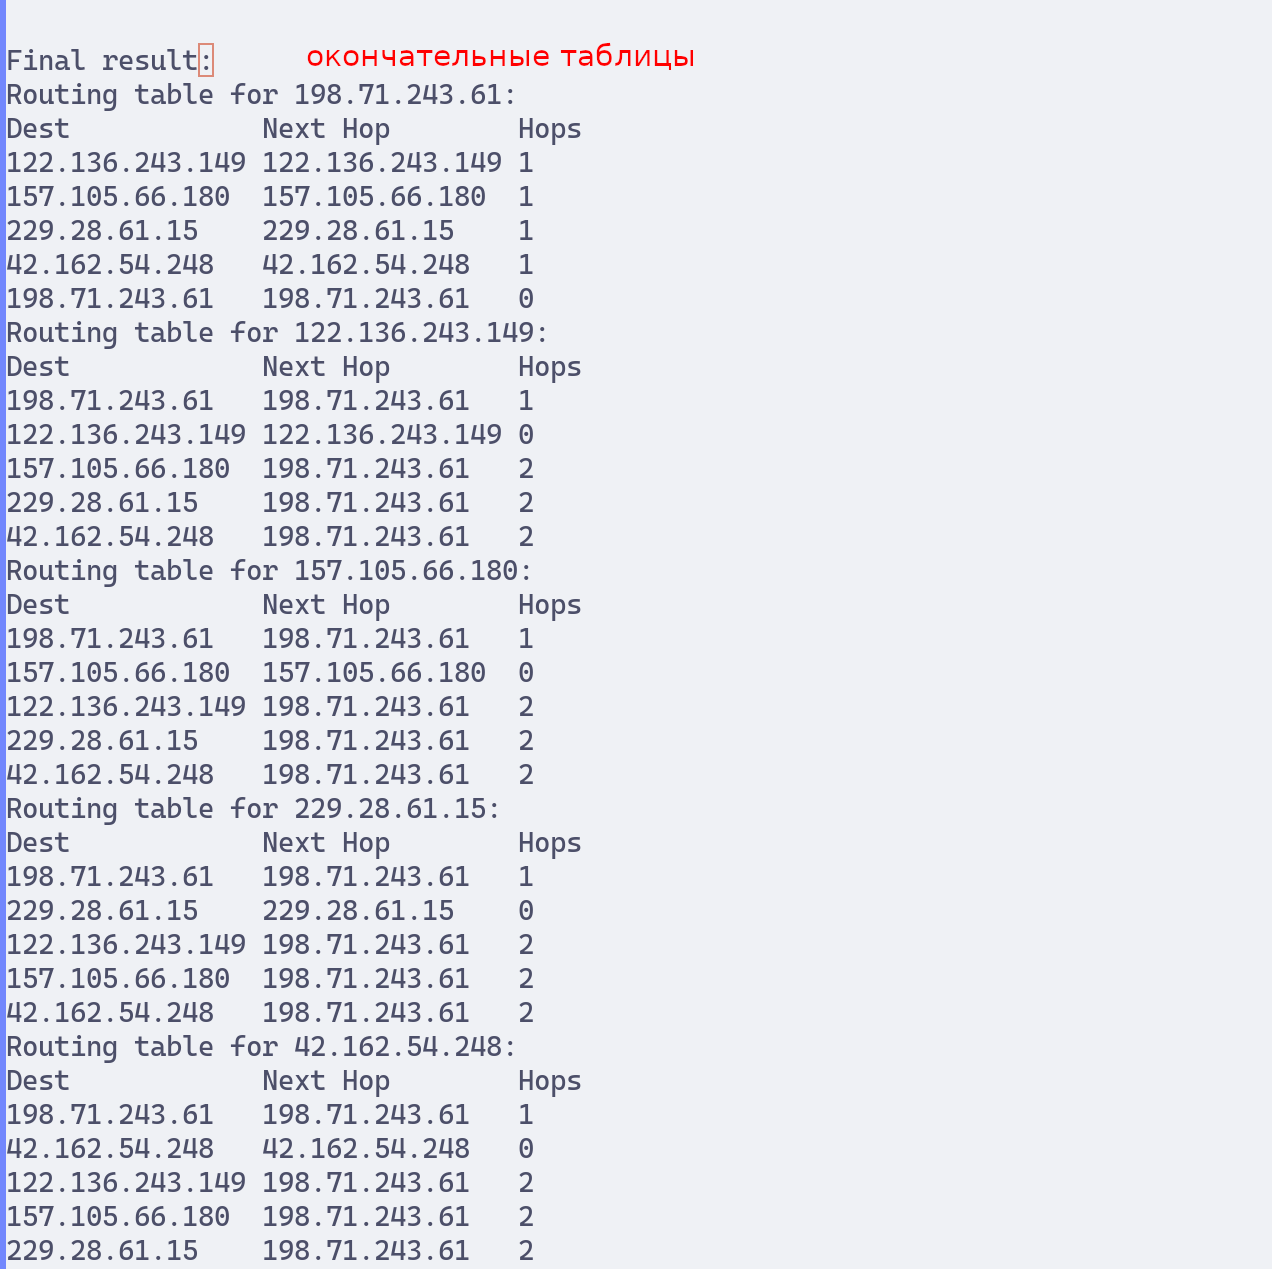 Final result: окончательные таблицы
Routing table for 198.71.243.61:
Dest Next Hop Hops
122.136.243.149 122.136.243.149 1
157.105.66.180 157.105.66.180 1
229.28.61.15 229.28.61.15 1
42.162.54.248 42.162.54.248 1
198.71.243.61 198.71.243.61 0
Routing table for 122.136.243.149:
Dest Next Hop Hops
198.71.243.61 198.71.243.61 1
122.136.243.149 122.136.243.149 0
157.105.66.180 198.71.243.61 2
229.28.61.15 198.71.243.61 2
42.162.54.248 198.71.243.61 2
Routing table for 157.105.66.180:
Dest Next Hop Hops
198.71.243.61 198.71.243.61 1
157.105.66.180 157.105.66.180 0
122.136.243.149 198.71.243.61 2
229.28.61.15 198.71.243.61 2
42.162.54.248 198.71.243.61 2
Routing table for 229.28.61.15:
Dest Next Hop Hops
198.71.243.61 198.71.243.61 1
229.28.61.15 229.28.61.15 0
122.136.243.149 198.71.243.61 2
157.105.66.180 198.71.243.61 2
42.162.54.248 198.71.243.61 2
Routing table for 42.162.54.248:
Dest Next Hop Hops
198.71.243.61 198.71.243.61 1
42.162.54.248 42.162.54.248 0
122.136.243.149 198.71.243.61 2
157.105.66.180 198.71.243.61 2
229.28.61.15 198.71.243.61 2